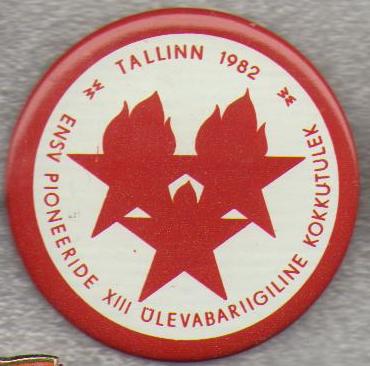 TALLINN 1982
ENSV PIONEERIDE XIII ÜLEVABARIIGILINE KOKKUTULEK